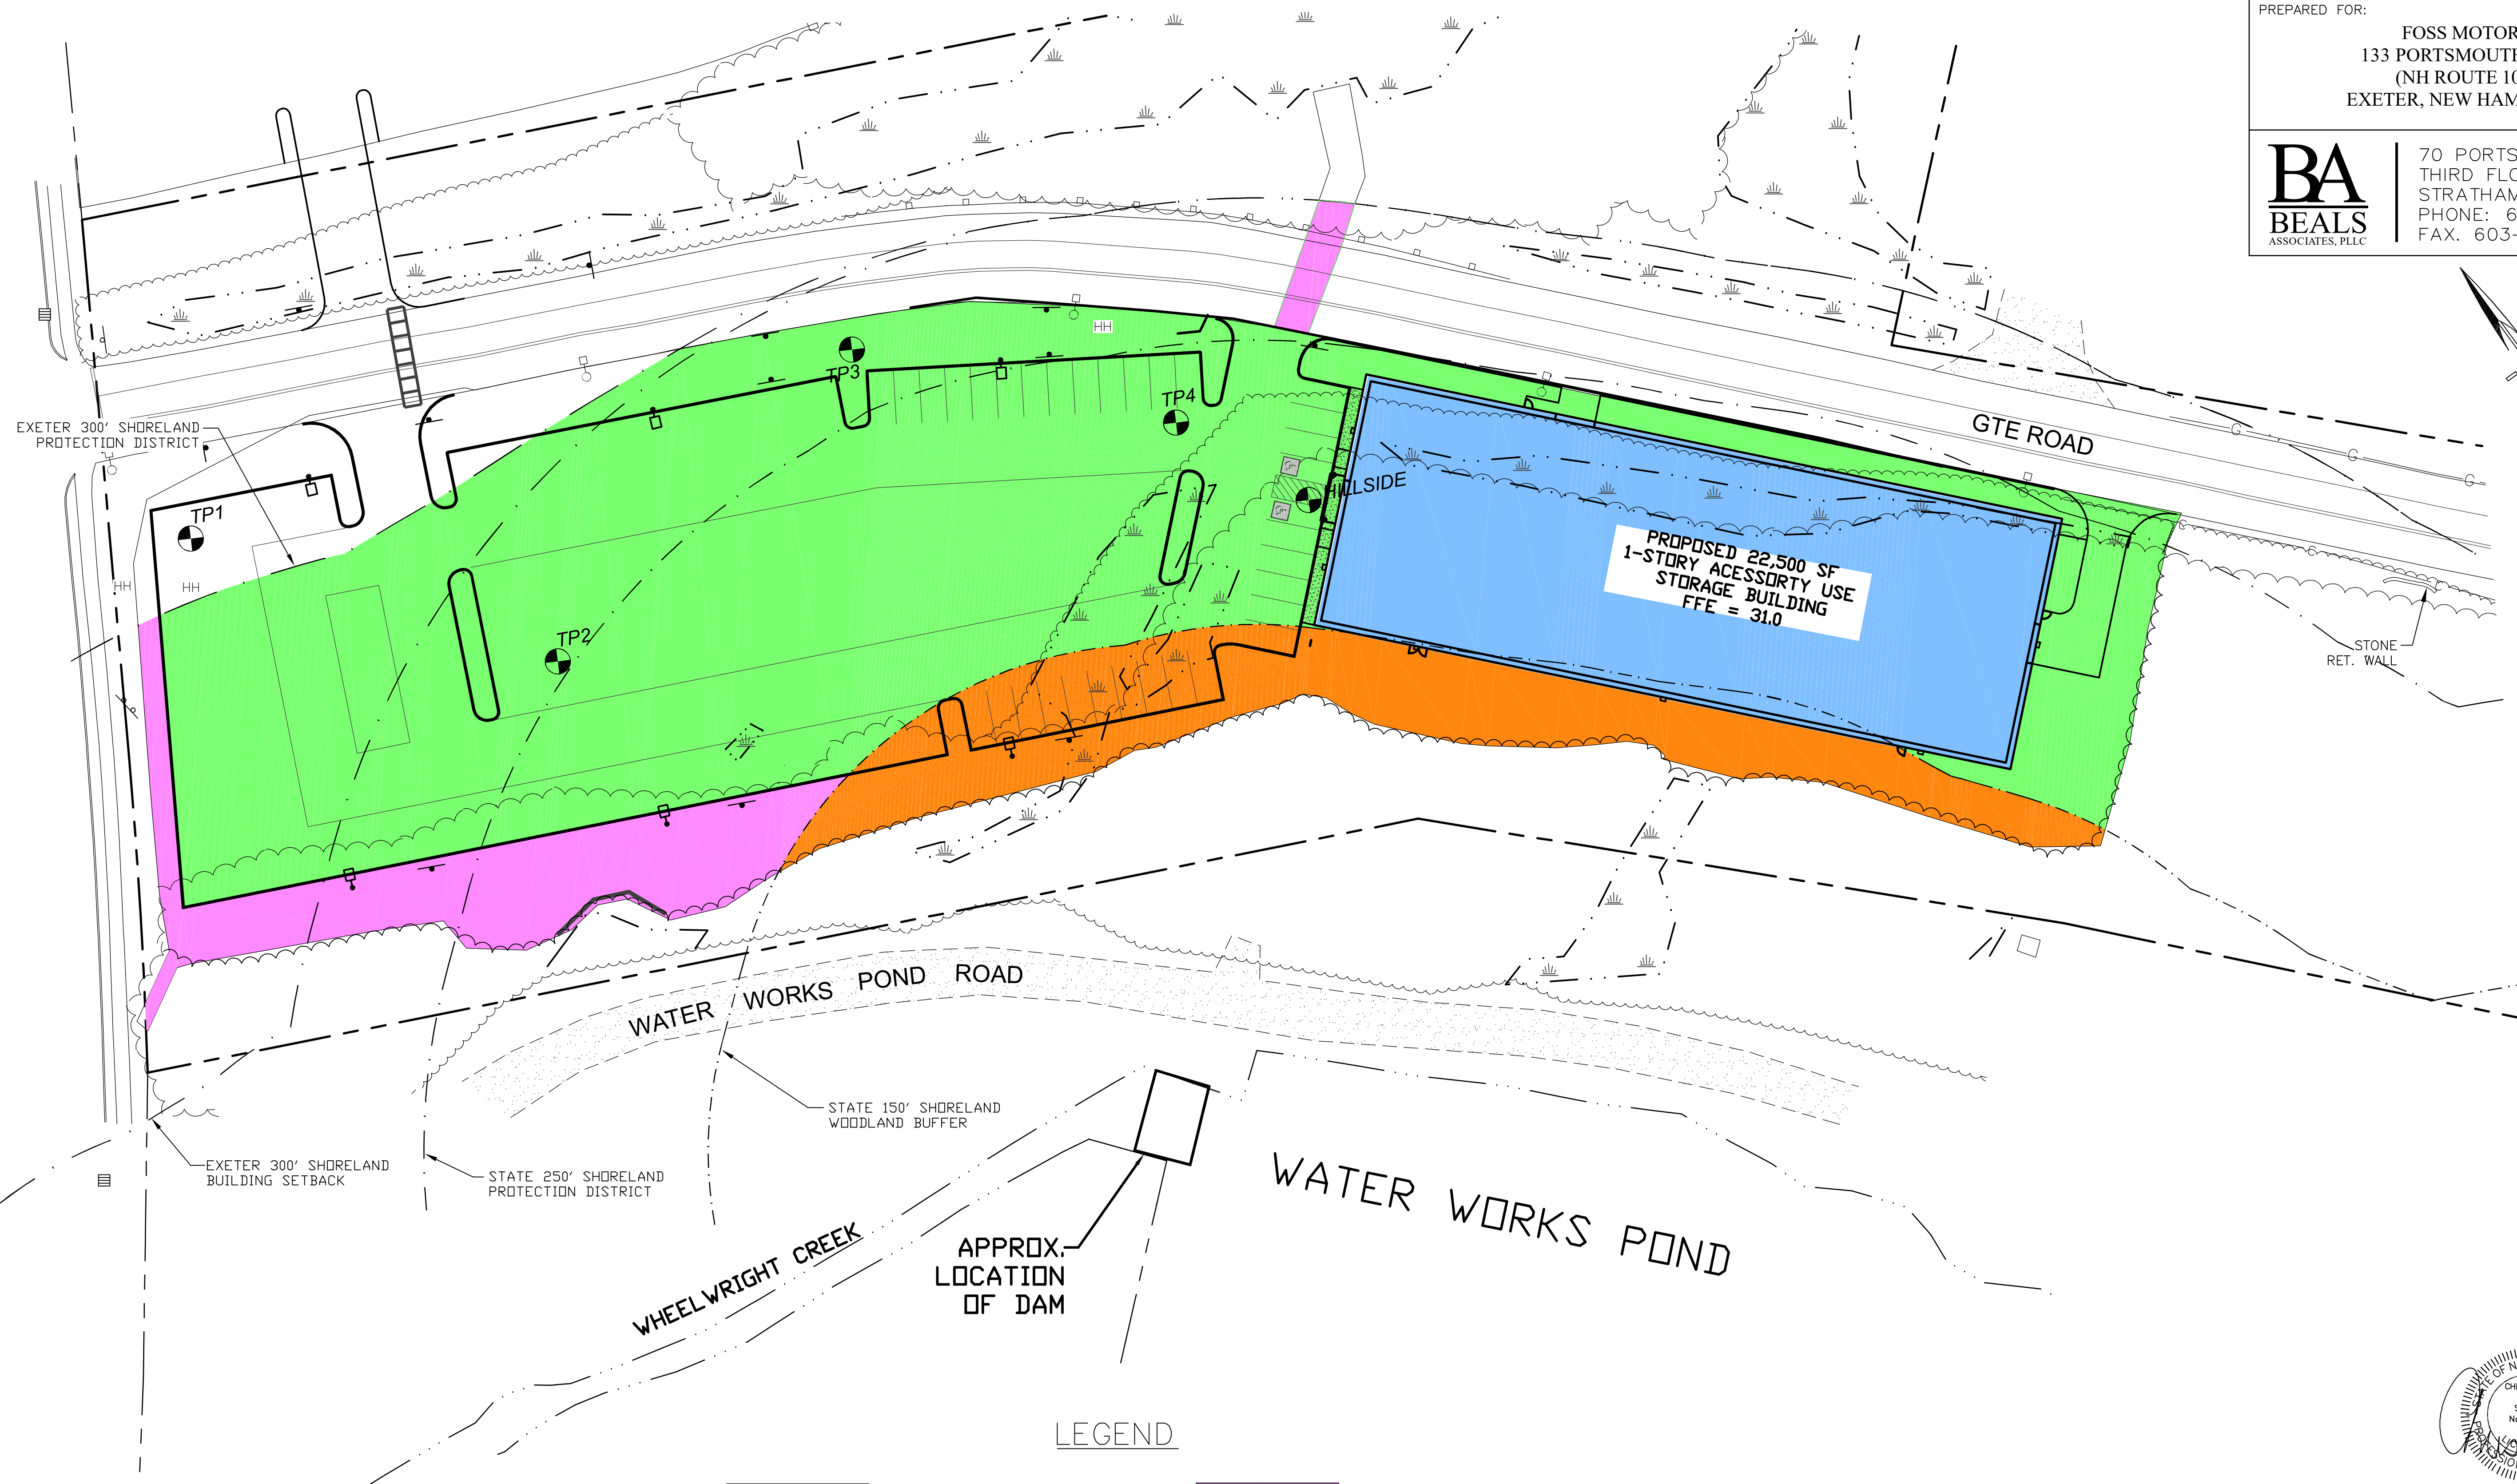 PREPARED FOR:
FOSS MOTOR
133 PORTSMOUTH
(NH ROUTE 10
EXETER, NEW HAM
BA
BEALS
ASSOCIATES, PLLC
70 PORTS
THIRD FLO
STRATHAM
PHONE: 6
FAX. 603-
HH
TP3
TP4
EXETER 300' SHORELAND
PROTECTION DISTRICT
GTE ROAD
G
G
G
HILLSIDE
TP1
PROPOSED 22,500 SF
1-STORY ACESSORTY USE
STORAGE BUILDING
FFE = 31.0
HH
HH
TP2
STONE
RET. WALL
WATER WORKS POND ROAD
STATE 150' SHORELAND
WOODLAND BUFFER
EXETER 300' SHORELAND
BUILDING SETBACK
STATE 250' SHORELAND
PROTECTION DISTRICT
WATER WORKS POND
WHEELWRIGHT CREEK
APPROX.
LOCATION
OF DAM
LEGEND
STATE OF N
CH
S
No